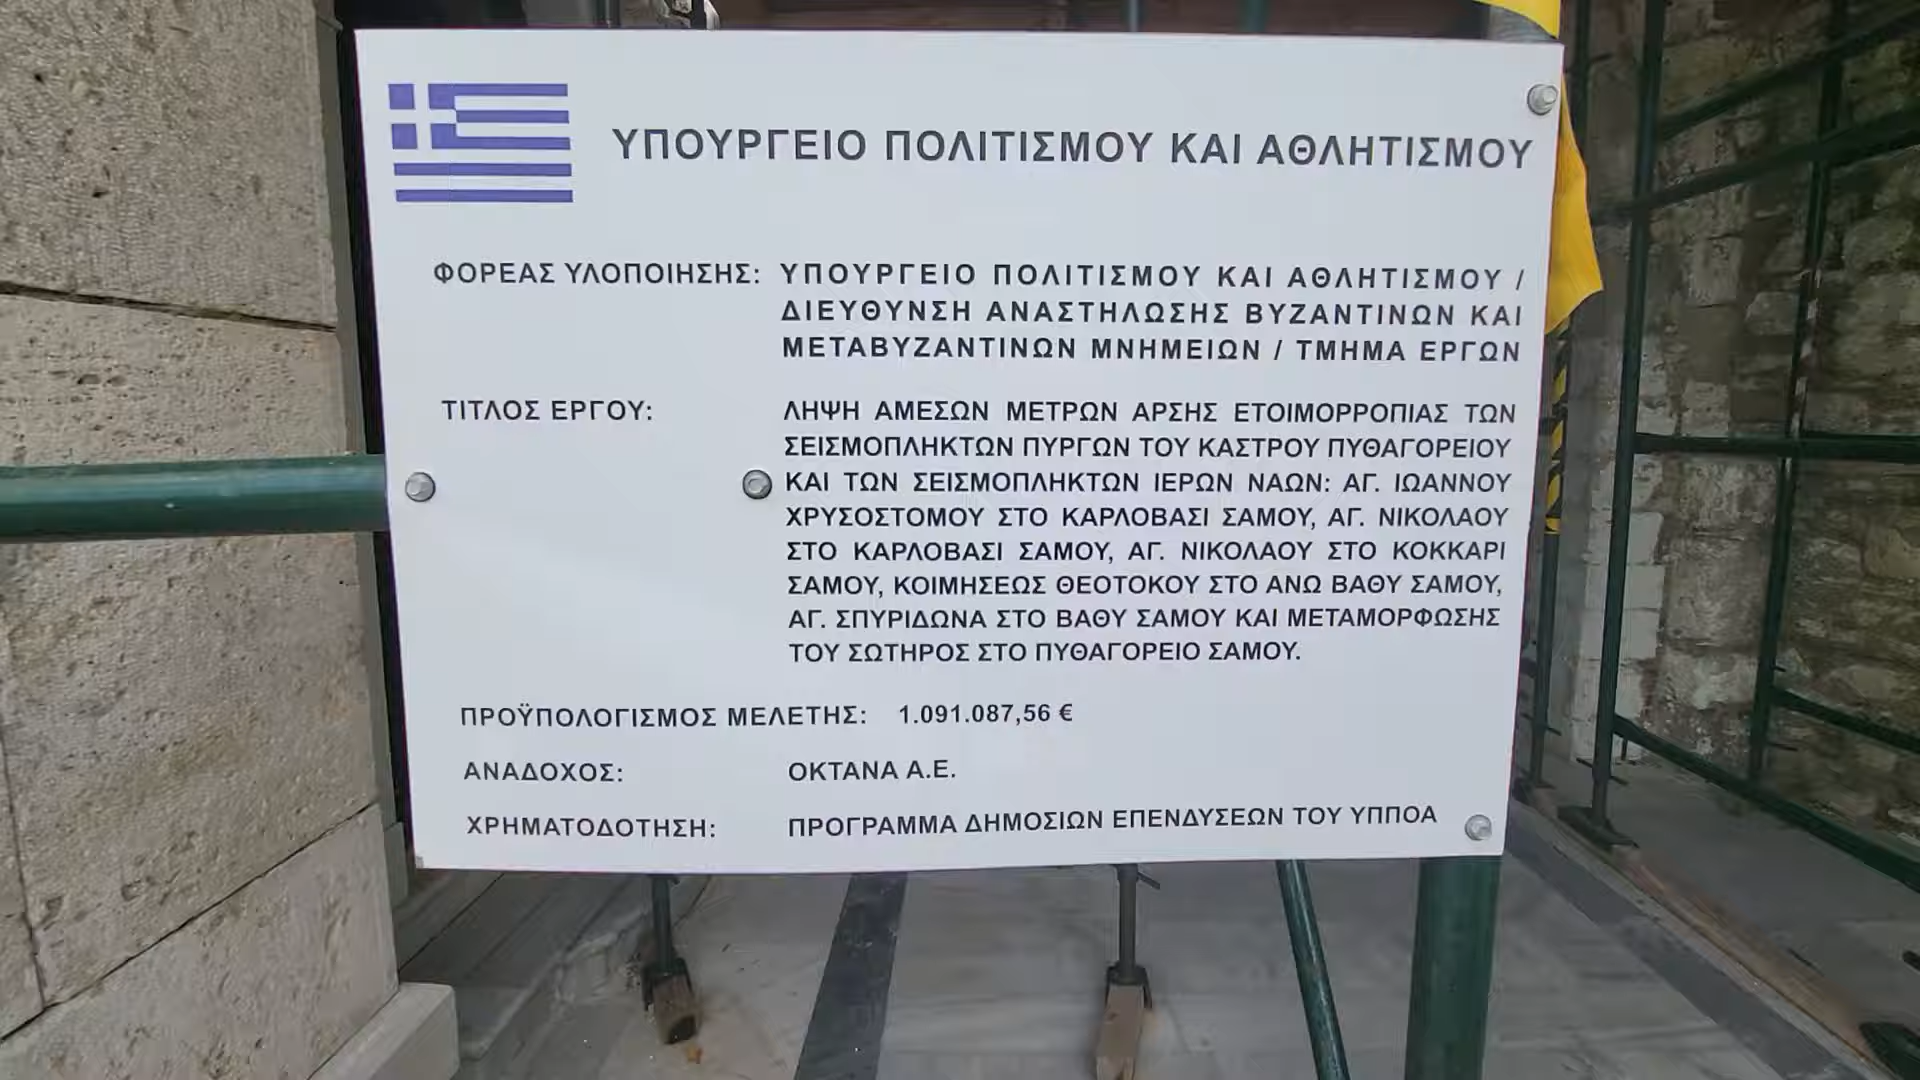 ΥΠΟΥΡΓΕΙΟ ΠΟΛΙΤΙΣΜΟΥ ΚΑΙ ΑΘΛΗΤΙΣΜΟΥ
ΦΟΡΕΑΣ ΥΛΟΠΟΙΗΣΗΣ: ΥΠΟΥΡΓΕΙΟ ΠΟΛΙΤΙΣΜΟΥ ΚΑΙ ΑΘΛΗΤΙΣΜΟΥ /
ΔΙΕΥΘΥΝΣΗ ΑΝΑΣΤΗΛΩΣΗΣ ΒΥΖΑΝΤΙΝΩΝ ΚΑΙ
ΜΕΤΑΒΥΖΑΝΤΙΝΩΝ ΜΝΗΜΕΙΩΝ / ΤΜΗΜΑ ΕΡΓΩΝ
ΤΙΤΛΟΣ ΕΡΓΟΥ: ΛΗΨΗ ΑΜΕΣΩΝ ΜΕΤΡΩΝ ΑΡΣΗΣ ΕΤΟΙΜΟΡΡΟΠΙΑΣ ΤΩΝ
ΣΕΙΣΜΟΠΛΗΚΤΩΝ ΠΥΡΓΩΝ ΤΟΥ ΚΑΣΤΡΟΥ ΠΥΘΑΓΟΡΕΙΟΥ
ΚΑΙ ΤΩΝ ΣΕΙΣΜΟΠΛΗΚΤΩΝ ΙΕΡΩΝ ΝΑΩΝ: ΑΓ. ΙΩΑΝΝΟΥ
ΧΡΥΣΟΣΤΟΜΟΥ ΣΤΟ ΚΑΡΛΟΒΑΣΙ ΣΑΜΟΥ, ΑΓ. ΝΙΚΟΛΑΟΥ
ΣΤΟ ΚΑΡΛΟΒΑΣΙ ΣΑΜΟΥ, ΑΓ. ΝΙΚΟΛΑΟΥ ΣΤΟ ΚΟΚΚΑΡΙ
ΣΑΜΟΥ, ΚΟΙΜΗΣΕΩΣ ΘΕΟΤΟΚΟΥ ΣΤΟ ΑΝΩ ΒΑΘΥ ΣΑΜΟΥ,
ΑΓ. ΣΠΥΡΙΔΩΝΑ ΣΤΟ ΒΑΘΥ ΣΑΜΟΥ ΚΑΙ ΜΕΤΑΜΟΡΦΩΣΗΣ
ΤΟΥ ΣΩΤΗΡΟΣ ΣΤΟ ΠΥΘΑΓΟΡΕΙΟ ΣΑΜΟΥ.
ΠΡΟΫΠΟΛΟΓΙΣΜΟΣ ΜΕΛΕΤΗΣ: 1.091.087,56 €
ΑΝΑΔΟΧΟΣ: ΟΚΤΑΝΑ Α.Ε.
ΧΡΗΜΑΤΟΔΟΤΗΣΗ: ΠΡΟΓΡΑΜΜΑ ΔΗΜΟΣΙΩΝ ΕΠΕΝΔΥΣΕΩΝ ΤΟΥ ΥΠΠΟΑ